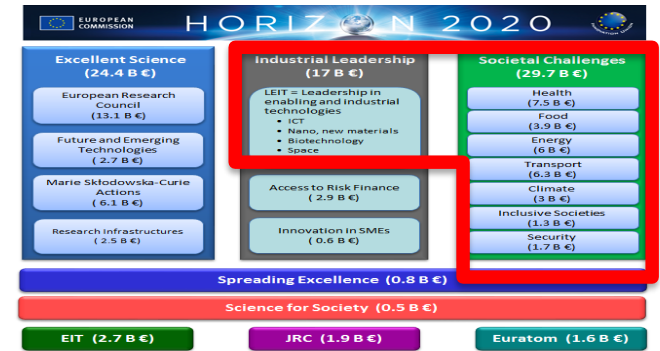 EUROPEAN
COMMISSION
HORIZON 2020
Excellent Science
(24.4 B €)
European Research
Council
(13.1 B €)
Future and Emerging
Technologies
( 2.7 B €)
Marie Skłodowska-Curie
Actions
( 6.1 B €)
Research Infrastructures
( 2.5 B €)
Industrial Leadership
(17 B €)
LEIT = Leadership in
enabling and industrial
technologies
• ICT
• Nano, new materials
• Biotechnology
• Space
Access to Risk Finance
( 2.9 B €)
Innovation in SMEs
( 0.6 B €)
Societal Challenges
(29.7 B €)
Health
(7.5 B €)
Food
(3.9 B €)
Energy
(6 B €)
Transport
(6.3 B €)
Climate
(3 B €)
Inclusive Societies
(1.3 B €)
Security
(1.7 B €)
Spreading Excellence (0.8 B €)
Science for Society (0.5 B €)
EIT (2.7 B €)
JRC (1.9 B €)
Euratom (1.6 B €)